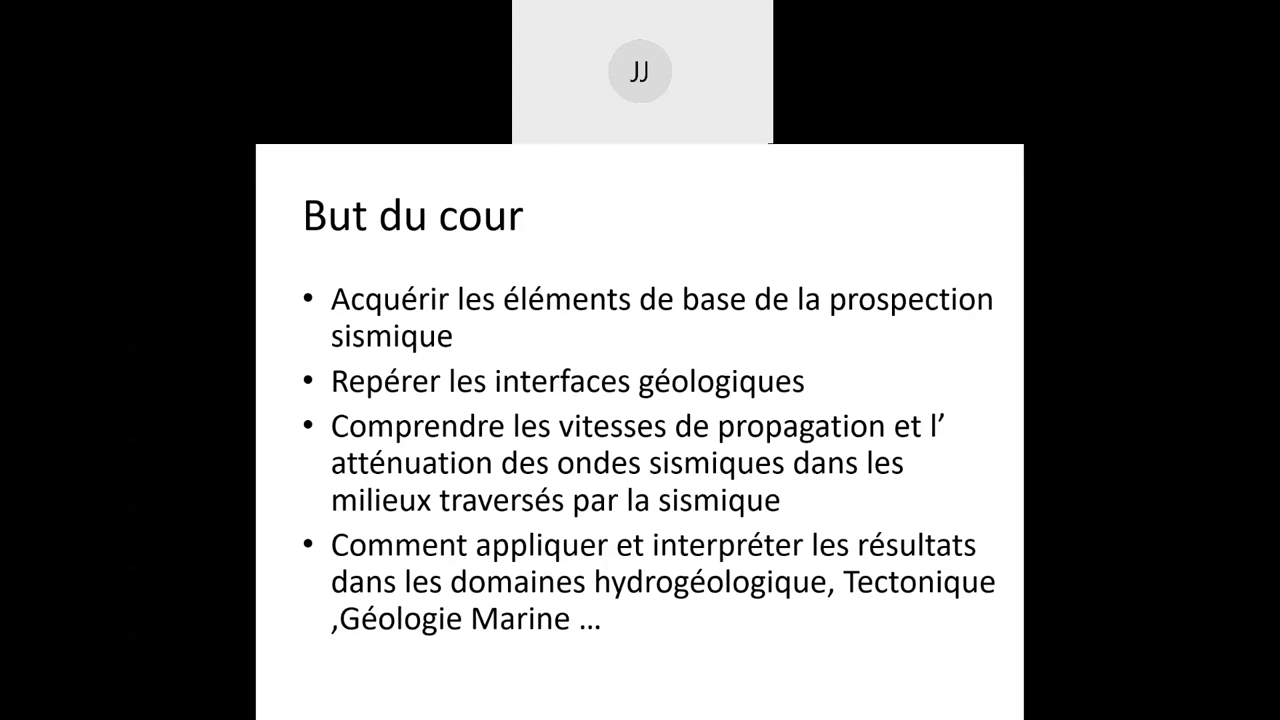 JJ
But du cour
• Acquérir les éléments de base de la prospection
sismique
• Repérer les interfaces géologiques
• Comprendre les vitesses de propagation et l’
atténuation des ondes sismiques dans les
milieux traversés par la sismique
• Comment appliquer et interpréter les résultats
dans les domaines hydrogéologique, Tectonique
,Géologie Marine …